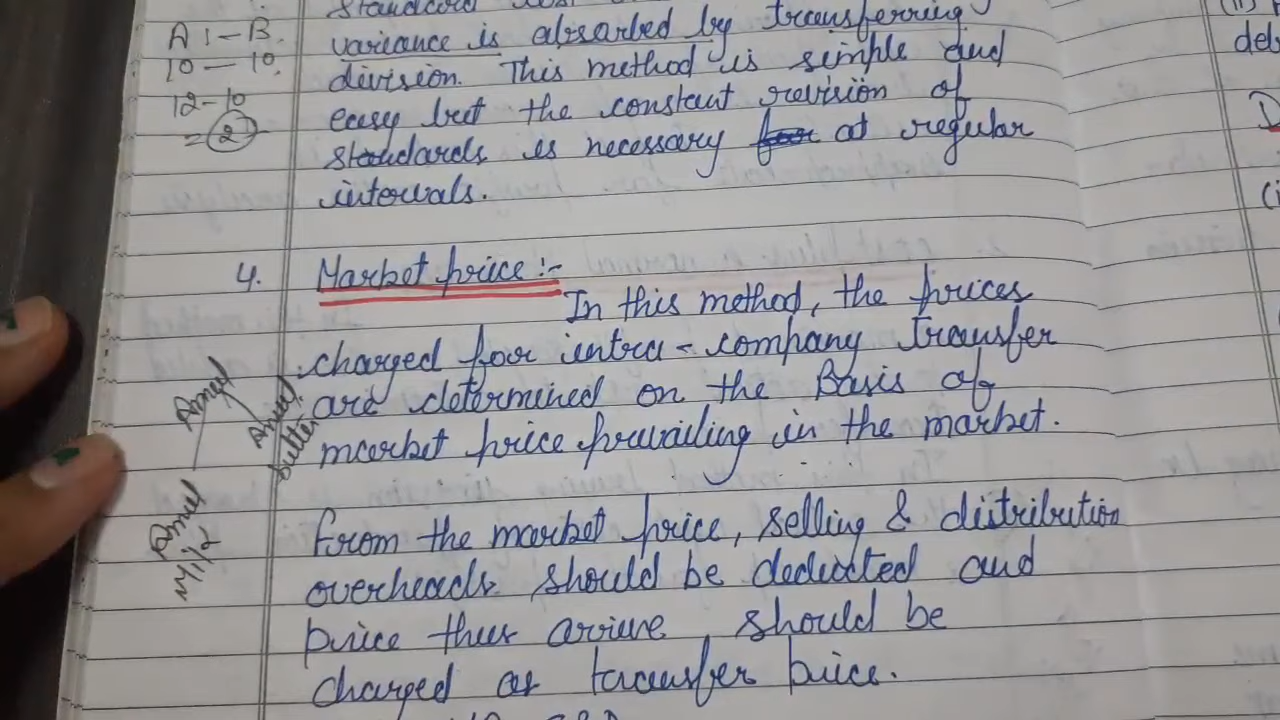 standard
variance is absorbed by transferring
division. This method is simple and
easy but the constant revision of
standards is necessary at regular
intervals.
A :- B.
10 - 10.
12-10
= 2
4. Market price :-
In this method, the prices
charged for intra - company transfer
are determined on the Basis of
market price prevailing in the market.
Amul
Amul
butter
Amul
Milk
from the market price, selling & distribution
overheads should be deducted and
price thus arrive, should be
charged as transfer price.
(ii)
(i